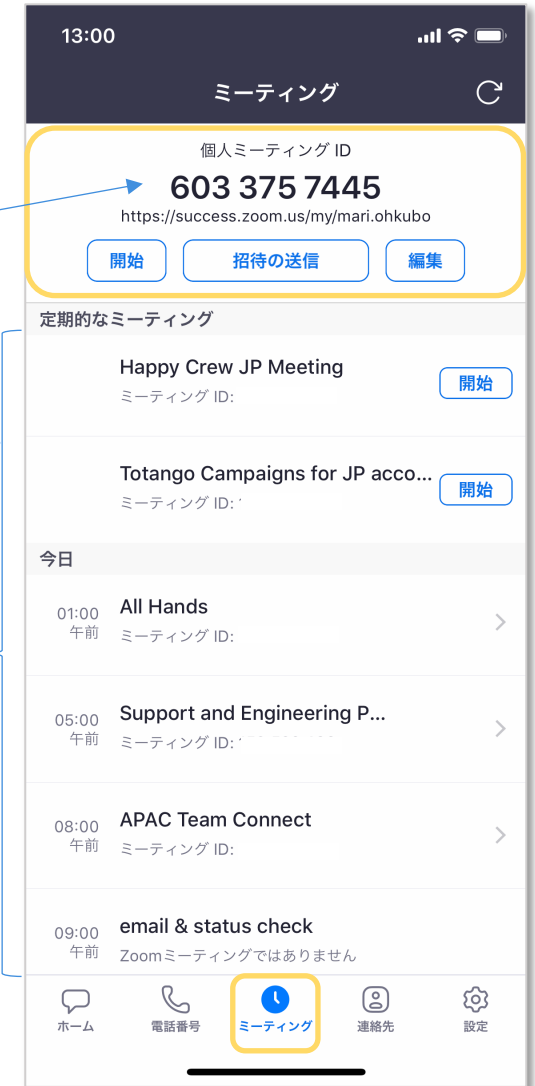 13:00
ミーティング
個人ミーティング ID
603 375 7445
https://success.zoom.us/my/mari.ohkubo
開始
招待の送信
編集
定期的なミーティング
Happy Crew JP Meeting
ミーティング ID:
開始
Totango Campaigns for JP acco...
ミーティング ID:
開始
今日
01:00
午前
All Hands
ミーティング ID:
05:00
午前
Support and Engineering P...
ミーティング ID:
08:00
午前
APAC Team Connect
ミーティング ID:
09:00
午前
email & status check
Zoomミーティングではありません
ホーム
電話番号
ミーティング
連絡先
設定